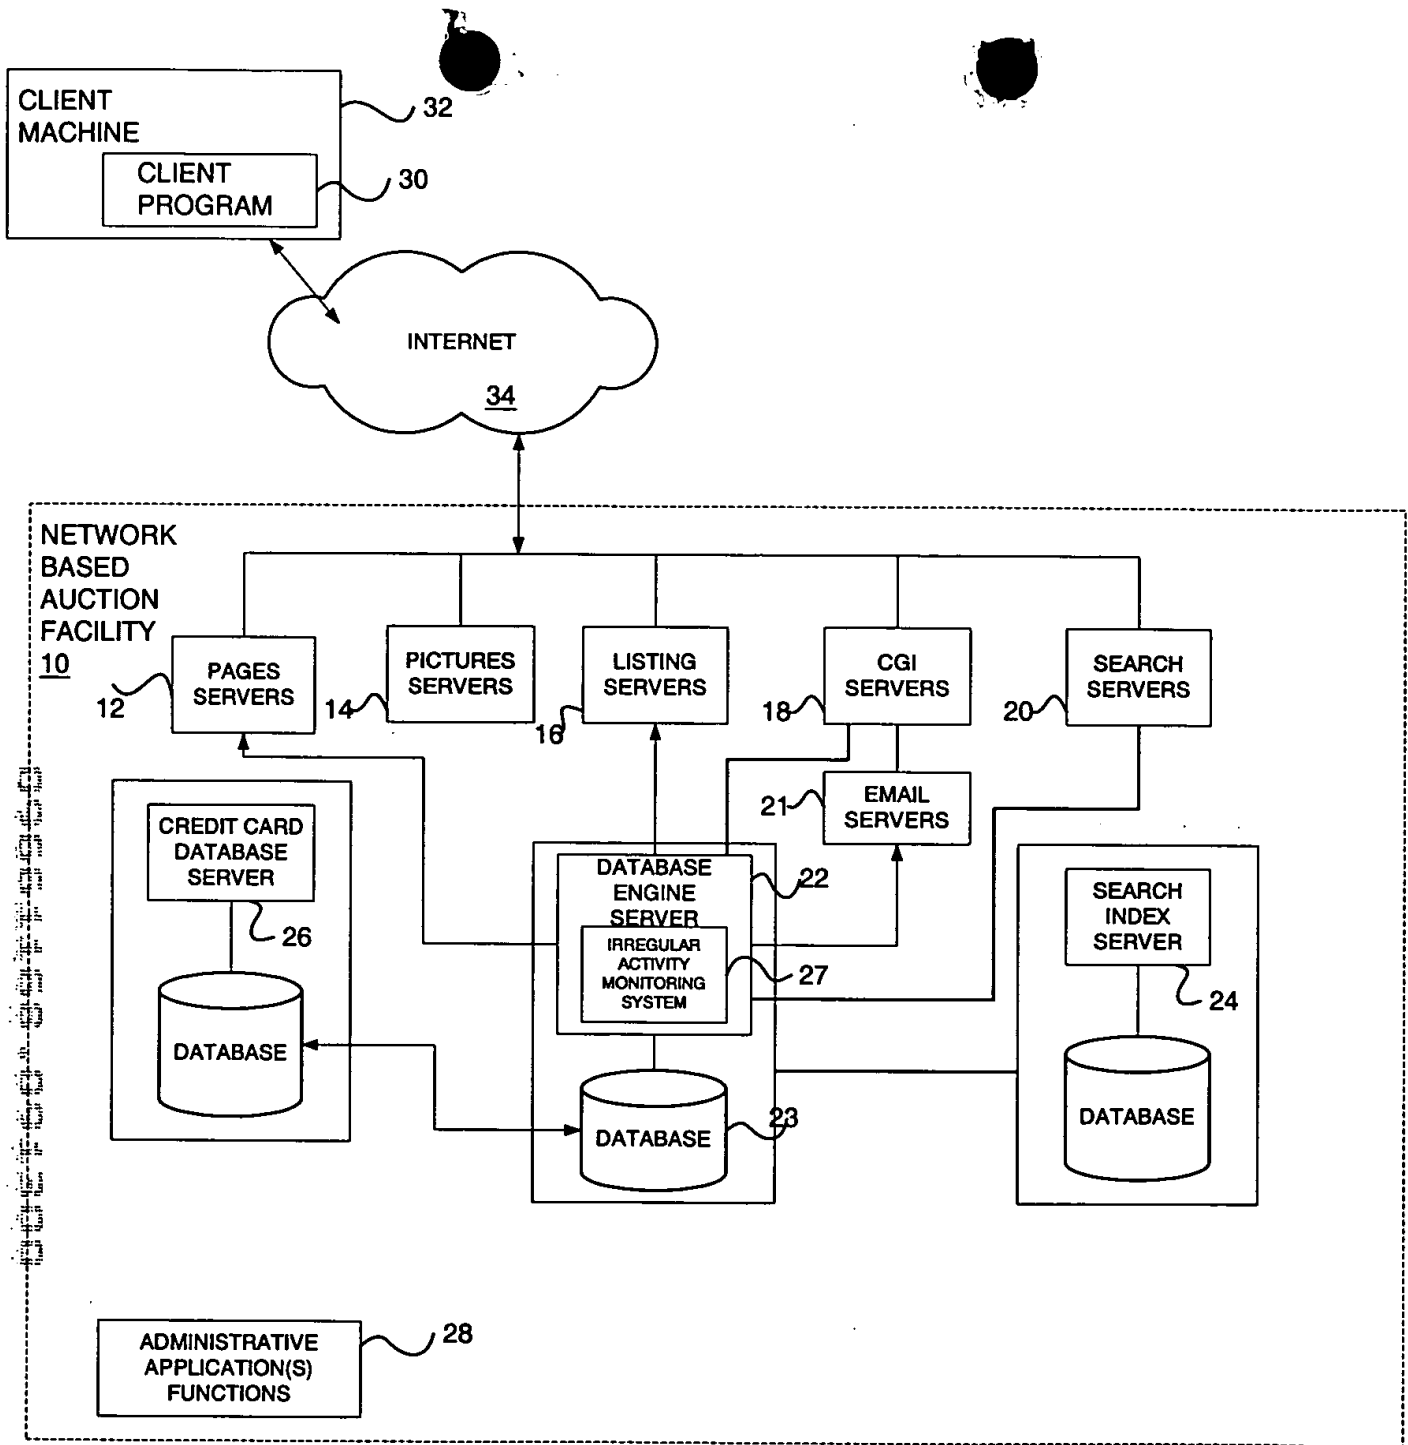 CLIENT
MACHINE
32
CLIENT
PROGRAM
30
INTERNET
34
NETWORK
BASED
AUCTION
FACILITY
10
PAGES
SERVERS
12
PICTURES
SERVERS
14
LISTING
SERVERS
16
CGI
SERVERS
18
SEARCH
SERVERS
20
EMAIL
SERVERS
21
CREDIT CARD
DATABASE
SERVER
26
DATABASE
DATABASE
ENGINE
SERVER
22
IRREGULAR
ACTIVITY
MONITORING
SYSTEM
27
DATABASE
23
SEARCH
INDEX
SERVER
24
DATABASE
ADMINISTRATIVE
APPLICATION(S)
FUNCTIONS
28